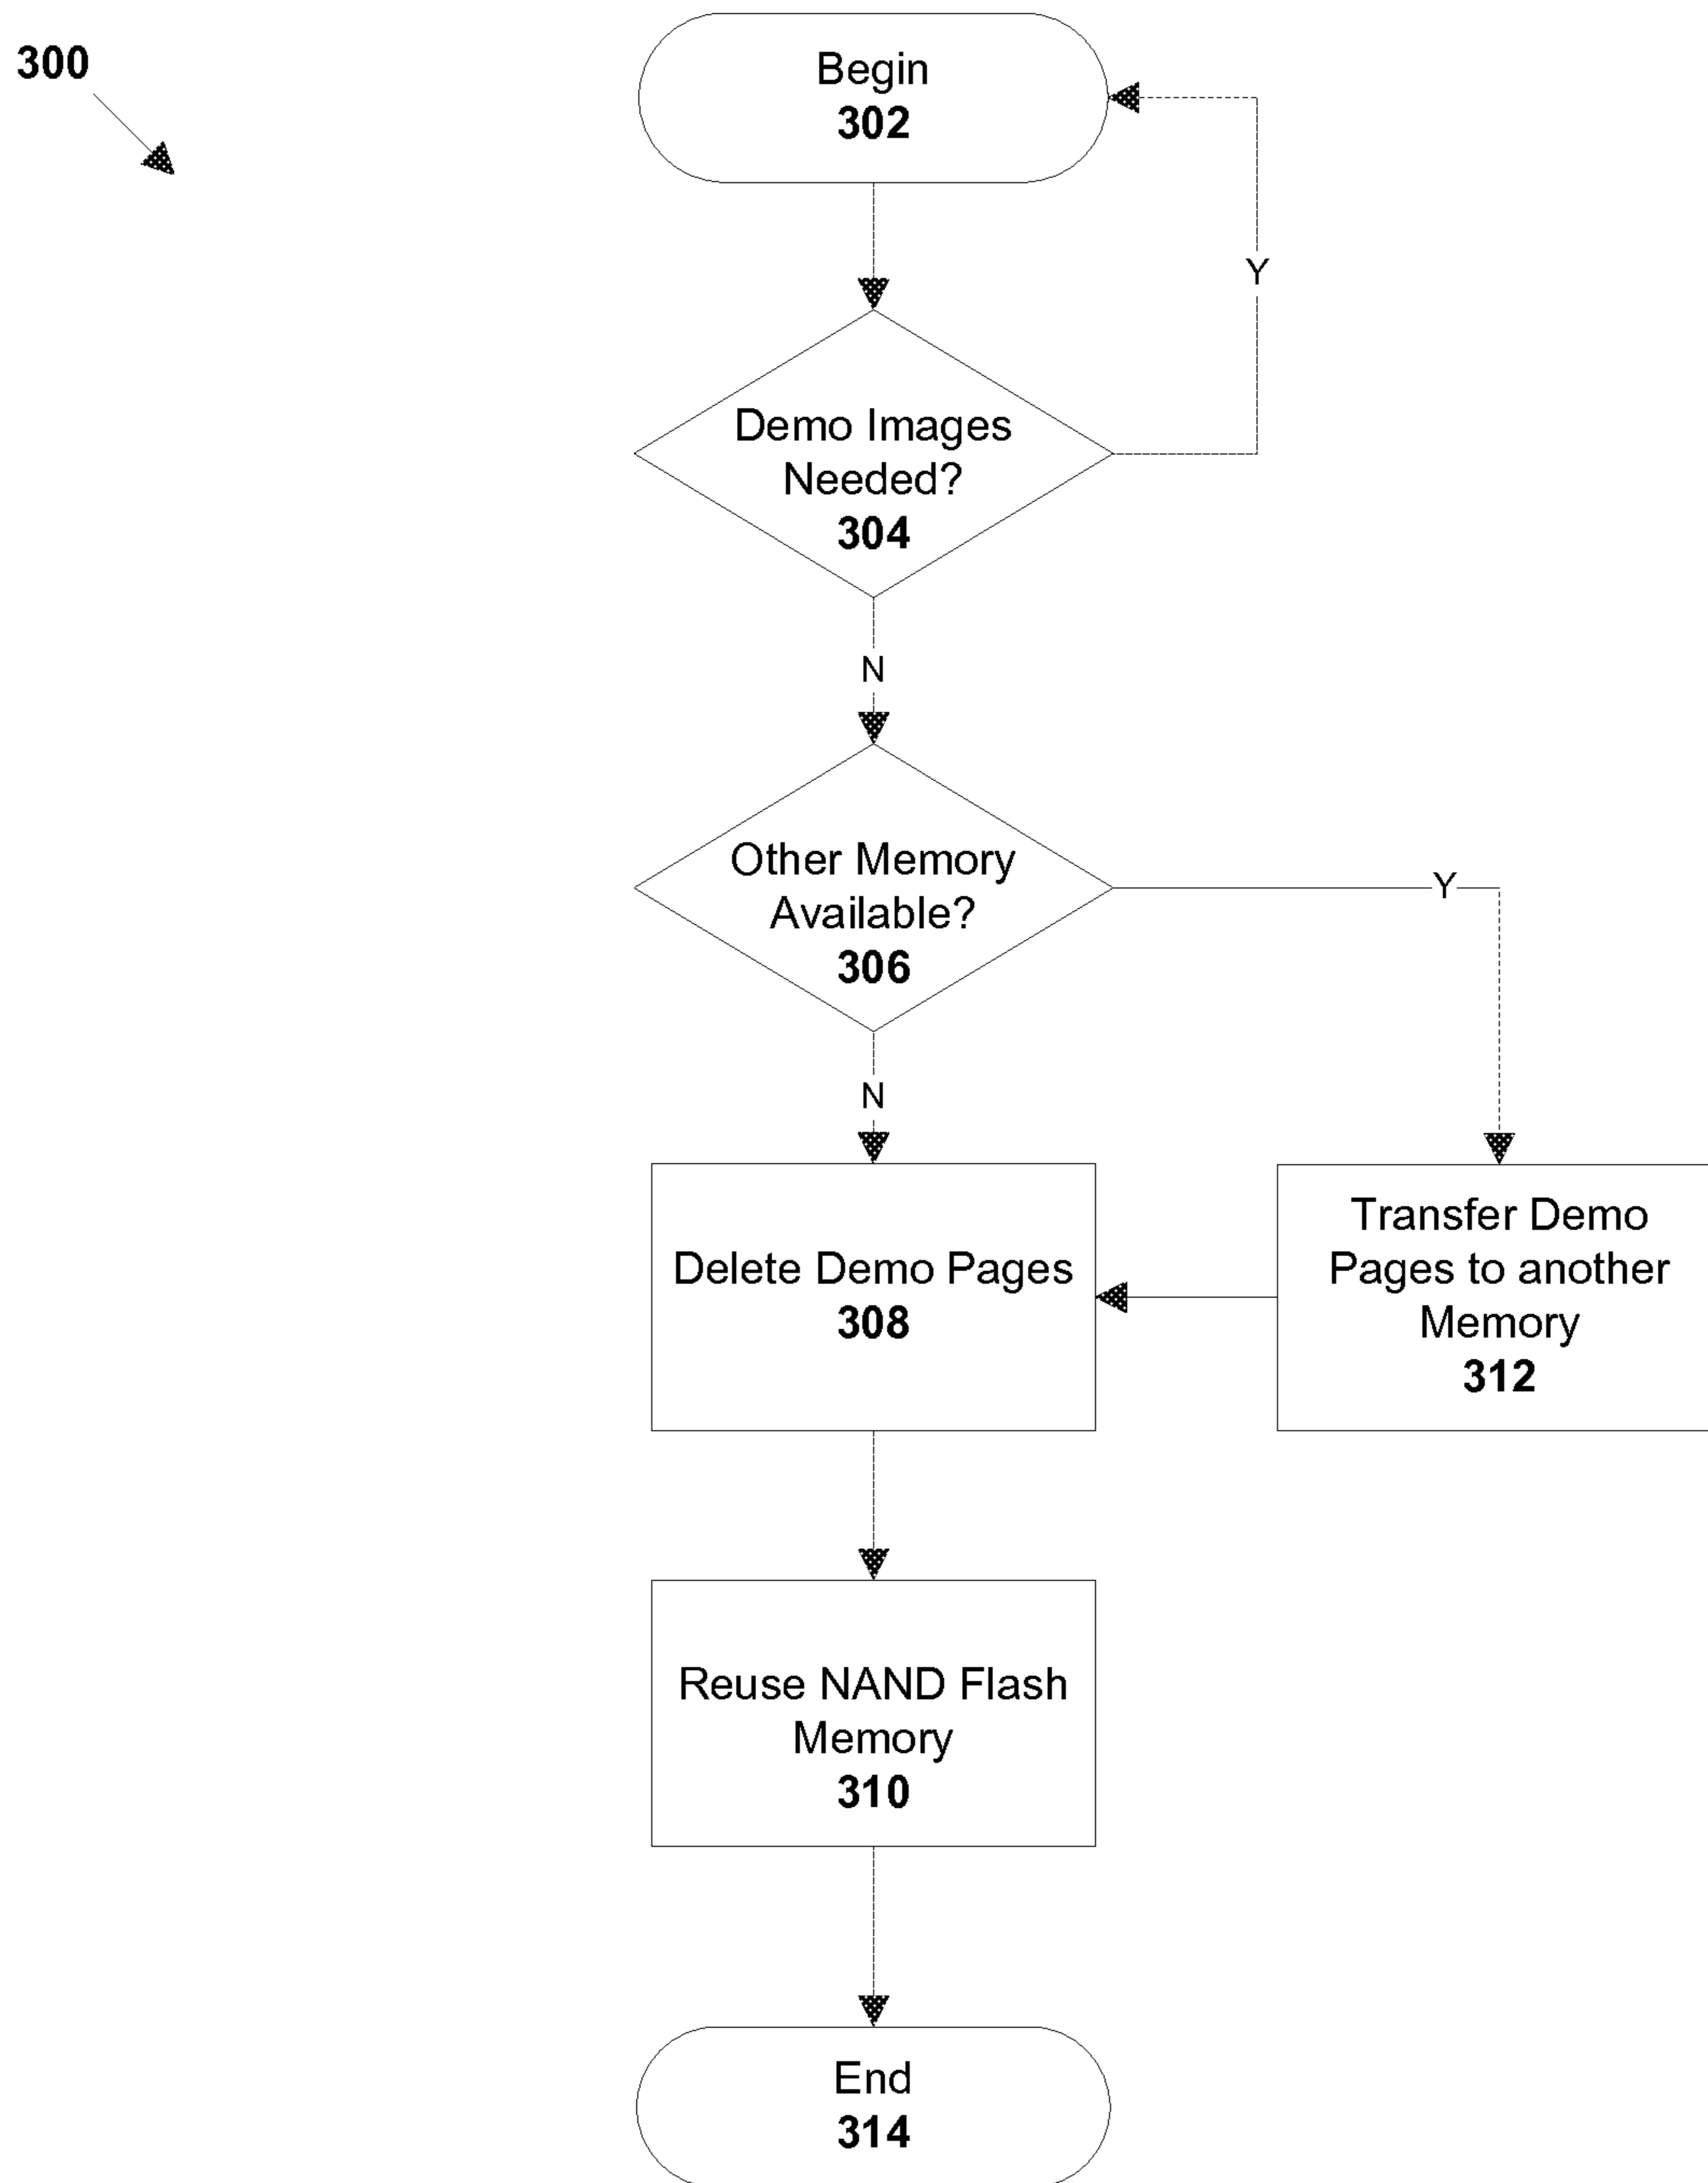 300
Begin
302
Y
Demo Images
Needed?
304
N
Other Memory
Available?
306
Y
N
Delete Demo Pages
308
Transfer Demo
Pages to another
Memory
312
Reuse NAND Flash
Memory
310
End
314